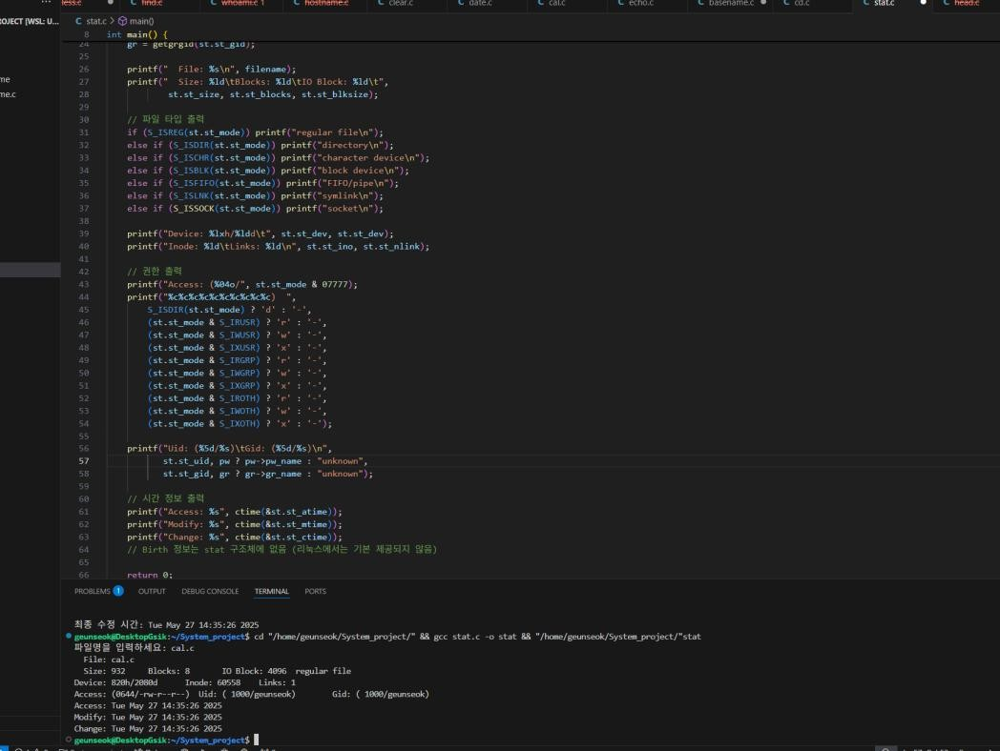 less.c find.c whoami.c 1 hostname.c clear.c date.c cal.c echo.c basename.c cd.c stat.c head.c
ROJECT [WSL: U...
C stat.c > main()
8 int main() {
24 gr = getgrgid(st.st_gid);
25
me
26 printf("  File: %s\n", filename);
27 printf("  Size: %ld\tBlocks: %ld\tIO Block: %ld\t",
me.c
28 st.st_size, st.st_blocks, st.st_blksize);
29
30 // 파일 타입 출력
31 if (S_ISREG(st.st_mode)) printf("regular file\n");
32 else if (S_ISDIR(st.st_mode)) printf("directory\n");
33 else if (S_ISCHR(st.st_mode)) printf("character device\n");
34 else if (S_ISBLK(st.st_mode)) printf("block device\n");
35 else if (S_ISFIFO(st.st_mode)) printf("FIFO/pipe\n");
36 else if (S_ISLNK(st.st_mode)) printf("symlink\n");
37 else if (S_ISSOCK(st.st_mode)) printf("socket\n");
38
39 printf("Device: %lxh/%ldd\t", st.st_dev, st.st_dev);
40 printf("Inode: %ld\tLinks: %ld\n", st.st_ino, st.st_nlink);
41
42 // 권한 출력
43 printf("Access: (%04o/", st.st_mode & 07777);
44 printf("%c%c%c%c%c%c%c%c%c%c)  ",
45 S_ISDIR(st.st_mode) ? 'd' : '-',
46 (st.st_mode & S_IRUSR) ? 'r' : '-',
47 (st.st_mode & S_IWUSR) ? 'w' : '-',
48 (st.st_mode & S_IXUSR) ? 'x' : '-',
49 (st.st_mode & S_IRGRP) ? 'r' : '-',
50 (st.st_mode & S_IWGRP) ? 'w' : '-',
51 (st.st_mode & S_IXGRP) ? 'x' : '-',
52 (st.st_mode & S_IROTH) ? 'r' : '-',
53 (st.st_mode & S_IWOTH) ? 'w' : '-',
54 (st.st_mode & S_IXOTH) ? 'x' : '-');
55
56 printf("Uid: (%5d/%s)\tGid: (%5d/%s)\n",
57 st.st_uid, pw ? pw->pw_name : "unknown",
58 st.st_gid, gr ? gr->gr_name : "unknown");
59
60 // 시간 정보 출력
61 printf("Access: %s", ctime(&st.st_atime));
62 printf("Modify: %s", ctime(&st.st_mtime));
63 printf("Change: %s", ctime(&st.st_ctime));
64 // Birth 정보는 stat 구조체에 없음 (리눅스에서는 기본 제공되지 않음)
65
66 return 0;
PROBLEMS 1 OUTPUT DEBUG CONSOLE TERMINAL PORTS
최종 수정 시간: Tue May 27 14:35:26 2025
geunseok@DesktopGsik:~/System_project$ cd "/home/geunseok/System_project/" && gcc stat.c -o stat && "/home/geunseok/System_project/"stat
파일명을 입력하세요: cal.c
File: cal.c
Size: 932 Blocks: 8 IO Block: 4096 regular file
Device: 820h/2080d Inode: 60558 Links: 1
Access: (0644/-rw-r--r--) Uid: ( 1000/geunseok) Gid: ( 1000/geunseok)
Access: Tue May 27 14:35:26 2025
Modify: Tue May 27 14:35:26 2025
Change: Tue May 27 14:35:26 2025
geunseok@DesktopGsik:~/System_project$